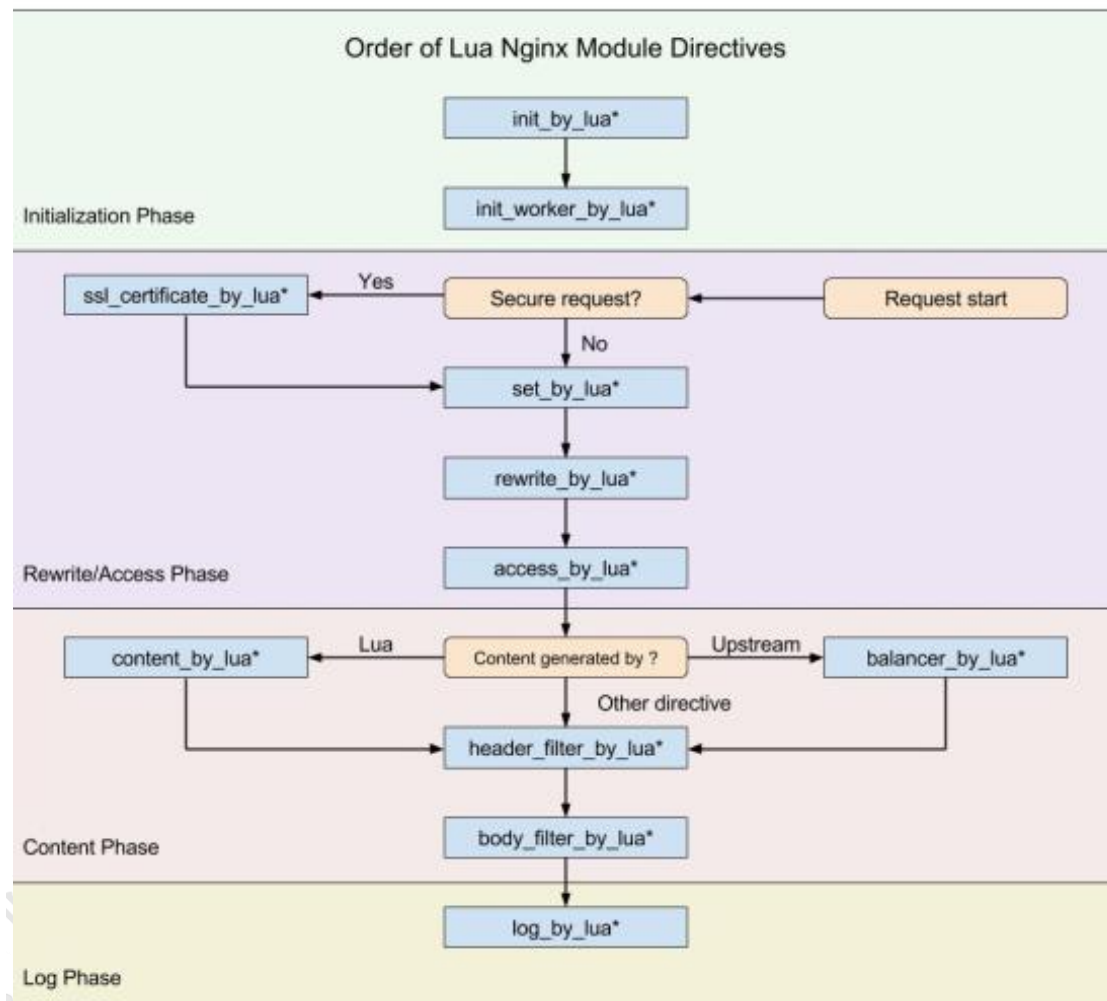 Order of Lua Nginx Module Directives
init_by_lua*
init_worker_by_lua*
Initialization Phase
ssl_certificate_by_lua*
Yes
Secure request?
Request start
No
set_by_lua*
rewrite_by_lua*
access_by_lua*
Rewrite/Access Phase
content_by_lua*
Lua
Content generated by ?
Upstream
balancer_by_lua*
Other directive
header_filter_by_lua*
body_filter_by_lua*
Content Phase
log_by_lua*
Log Phase